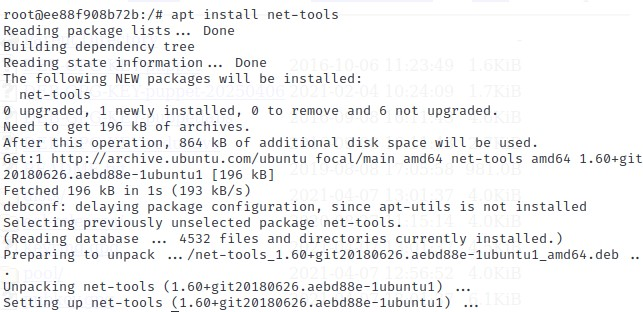 root@ee88f908b72b:/# apt install net-tools
Reading package lists... Done
Building dependency tree
Reading state information... Done
The following NEW packages will be installed:
  net-tools
0 upgraded, 1 newly installed, 0 to remove and 6 not upgraded.
Need to get 196 kB of archives.
After this operation, 864 kB of additional disk space will be used.
Get:1 http://archive.ubuntu.com/ubuntu focal/main amd64 net-tools amd64 1.60+git
20180626.aebd88e-1ubuntu1 [196 kB]
Fetched 196 kB in 1s (193 kB/s)
debconf: delaying package configuration, since apt-utils is not installed
Selecting previously unselected package net-tools.
(Reading database ... 4532 files and directories currently installed.)
Preparing to unpack .../net-tools_1.60+git20180626.aebd88e-1ubuntu1_amd64.deb ..
.
Unpacking net-tools (1.60+git20180626.aebd88e-1ubuntu1) ...
Setting up net-tools (1.60+git20180626.aebd88e-1ubuntu1) ...